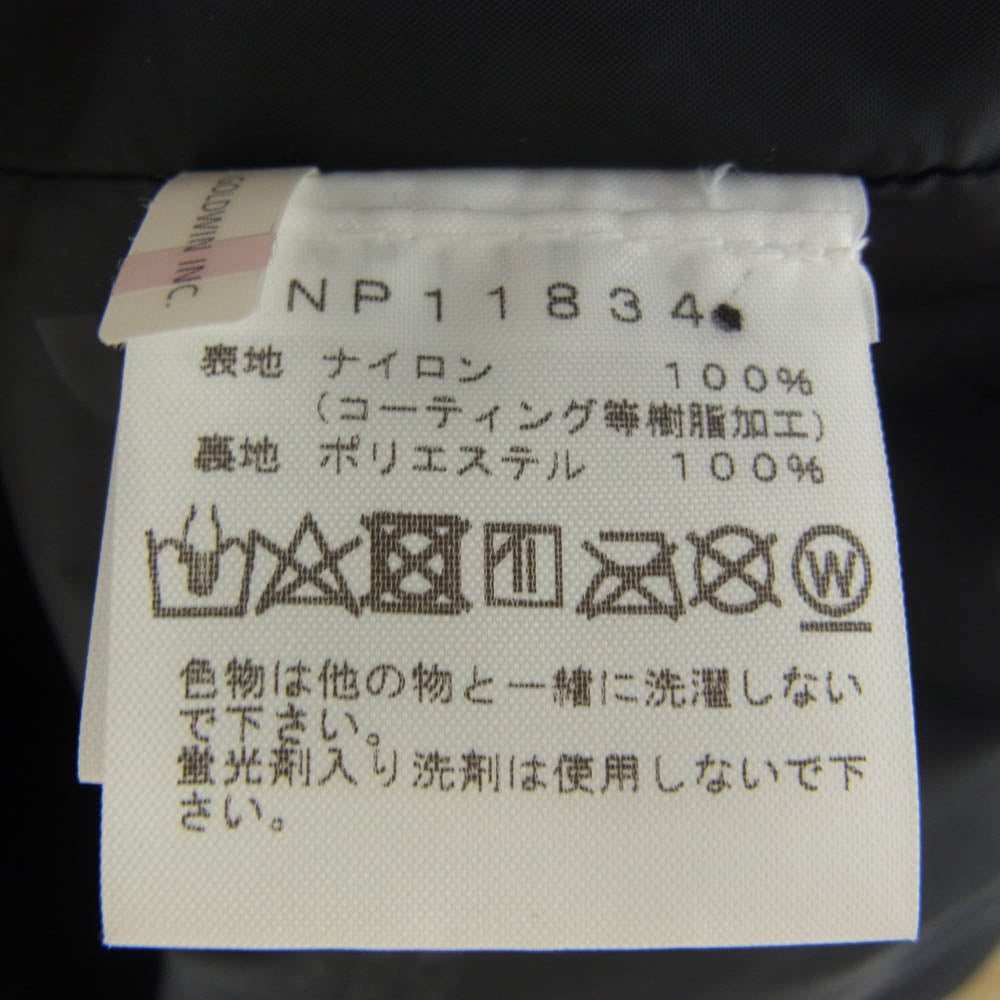 GOLDWIN INC
NP11834
表地 ナイロン 100%
(コーティング等樹脂加工)
裏地 ポリエステル 100%
W
色物は他の物と一緒に洗濯しない
で下さい。
蛍光剤入り洗剤は使用しないで下
さい。